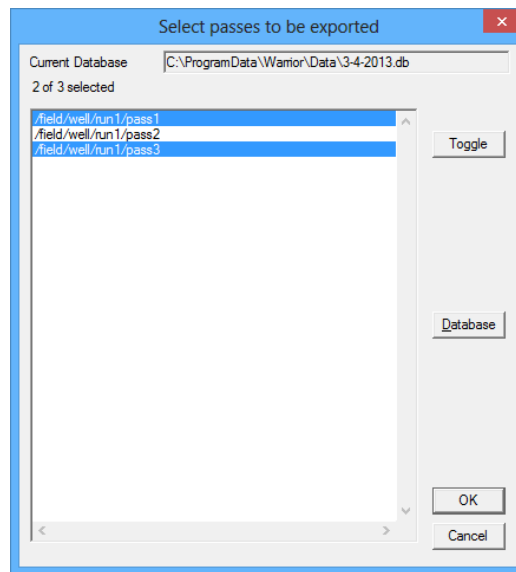 Select passes to be exported
Current Database C:\ProgramData\Warrior\Data\3-4-2013.db
2 of 3 selected
/field/well/run1/pass1
/field/well/run1/pass2
/field/well/run1/pass3
Toggle
Database
OK
Cancel